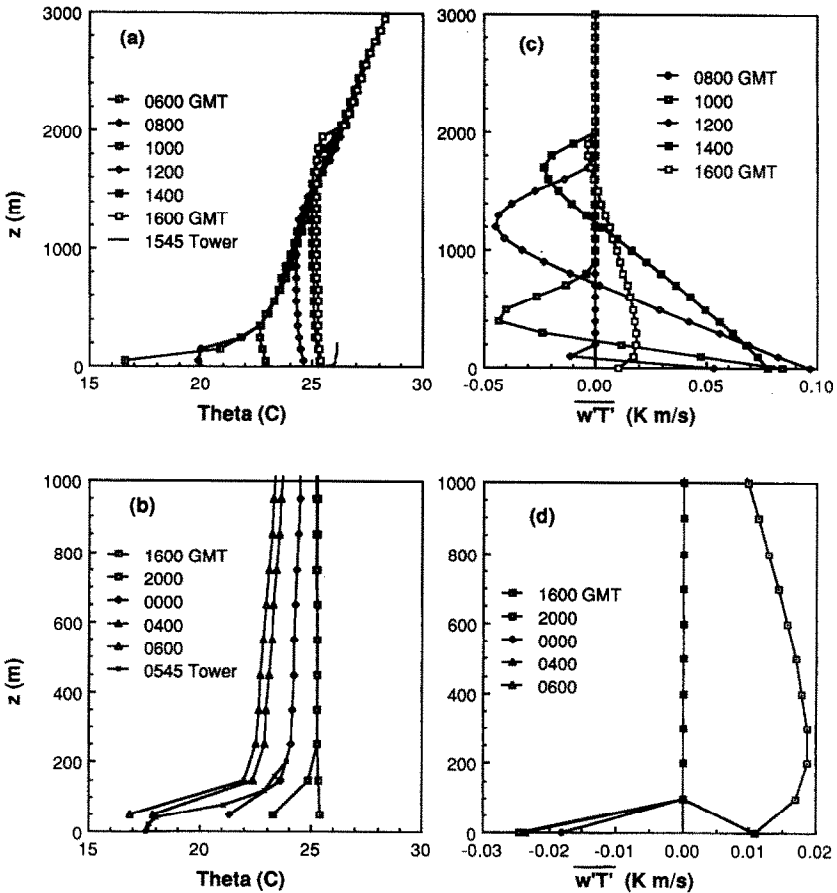 3000
2000
1000
0
z (m)
(a)
0600 GMT
0800
1000
1200
1400
1600 GMT
1545 Tower
15
20
25
30
Theta (C)
3000
2000
1000
0
(c)
0800 GMT
1000
1200
1400
1600 GMT
-0.05
0.00
0.05
0.10
w'T' (K m/s)
1000
800
600
400
200
0
z (m)
(b)
1600 GMT
2000
0000
0400
0600
0545 Tower
15
20
25
30
Theta (C)
1000
800
600
400
200
0
(d)
1600 GMT
2000
0000
0400
0600
-0.03
-0.02
-0.01
0.00
0.01
0.02
w'T' (K m/s)